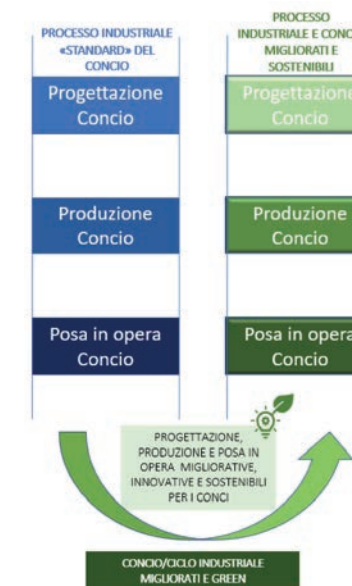 PROCESSO INDUSTRIALE
«STANDARD» DEL
CONCIO
Progettazione
Concio
Produzione
Concio
Posa in opera
Concio
PROCESSO
INDUSTRIALE E CONC
MIGLIORATI E
SOSTENIBILI
Progettazione
Concio
Produzione
Concio
Posa in opera
Concio
PROGETTAZIONE,
PRODUZIONE E POSA IN
OPERA MIGLIORATIVE,
INNOVATIVE E SOSTENIBILI
PER I CONCI
CONCIO/CICLO INDUSTRIALE
MIGLIORATI E GREEN